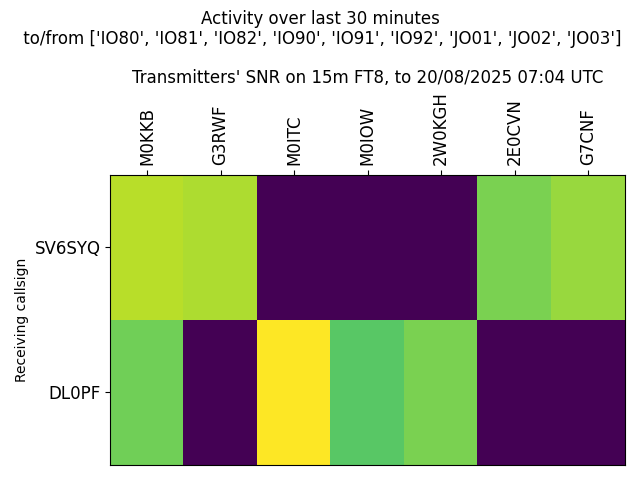 Activity over last 30 minutes
to/from ['IO80', 'IO81', 'IO82', 'IO90', 'IO91', 'IO92', 'JO01', 'JO02', 'JO03']
Transmitters' SNR on 15m FT8, to 20/08/2025 07:04 UTC
M0KKB
G3RWF
M0ITC
M0IOW
2W0KGH
2E0CVN
G7CNF
Receiving callsign
SV6SYQ
DL0PF